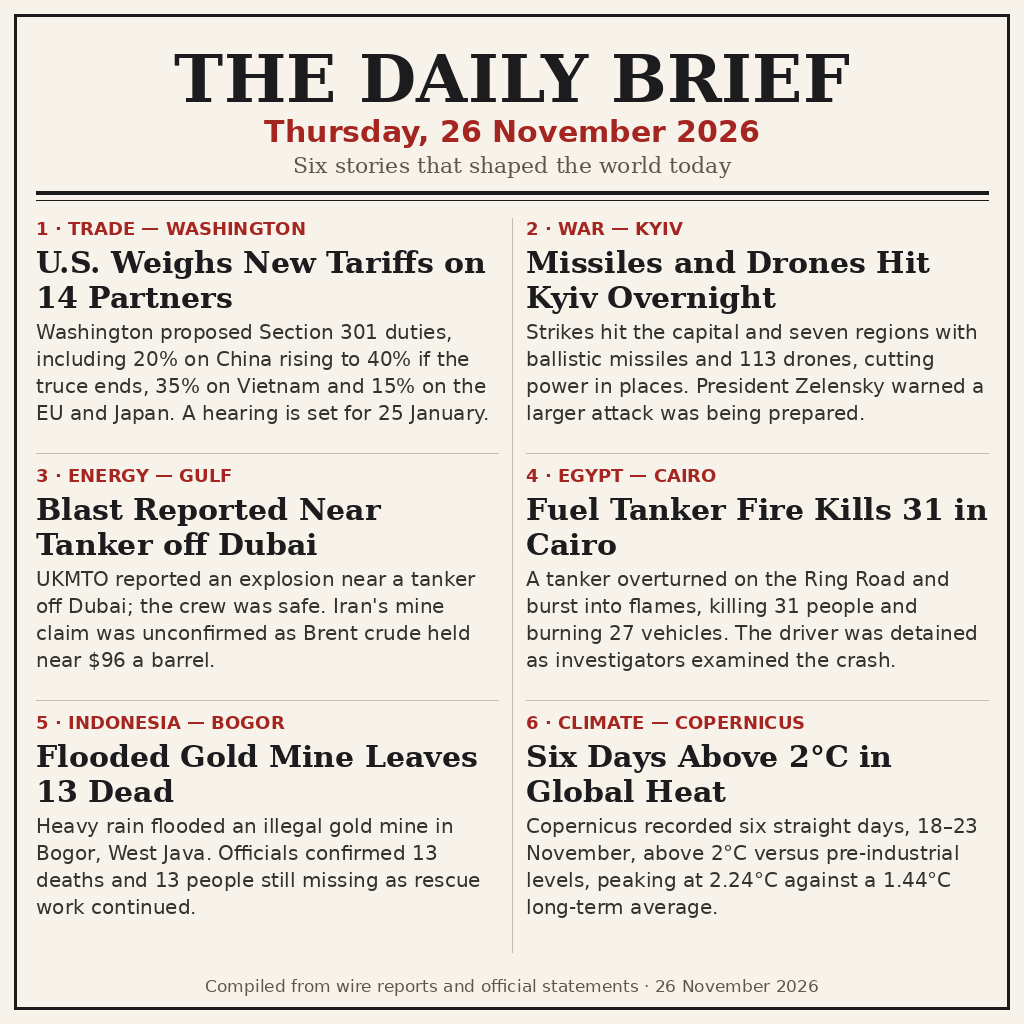 THE DAILY BRIEF
Thursday, 26 November 2026
Six stories that shaped the world today
1 · TRADE — WASHINGTON
U.S. Weighs New Tariffs on
14 Partners
Washington proposed Section 301 duties,
including 20% on China rising to 40% if the
truce ends, 35% on Vietnam and 15% on the
EU and Japan. A hearing is set for 25 January.
2 · WAR — KYIV
Missiles and Drones Hit
Kyiv Overnight
Strikes hit the capital and seven regions with
ballistic missiles and 113 drones, cutting
power in places. President Zelensky warned a
larger attack was being prepared.
3 · ENERGY — GULF
Blast Reported Near
Tanker off Dubai
UKMTO reported an explosion near a tanker
off Dubai; the crew was safe. Iran's mine
claim was unconfirmed as Brent crude held
near $96 a barrel.
4 · EGYPT — CAIRO
Fuel Tanker Fire Kills 31 in
Cairo
A tanker overturned on the Ring Road and
burst into flames, killing 31 people and
burning 27 vehicles. The driver was detained
as investigators examined the crash.
5 · INDONESIA — BOGOR
Flooded Gold Mine Leaves
13 Dead
Heavy rain flooded an illegal gold mine in
Bogor, West Java. Officials confirmed 13
deaths and 13 people still missing as rescue
work continued.
6 · CLIMATE — COPERNICUS
Six Days Above 2°C in
Global Heat
Copernicus recorded six straight days, 18–23
November, above 2°C versus pre-industrial
levels, peaking at 2.24°C against a 1.44°C
long-term average.
Compiled from wire reports and official statements · 26 November 2026